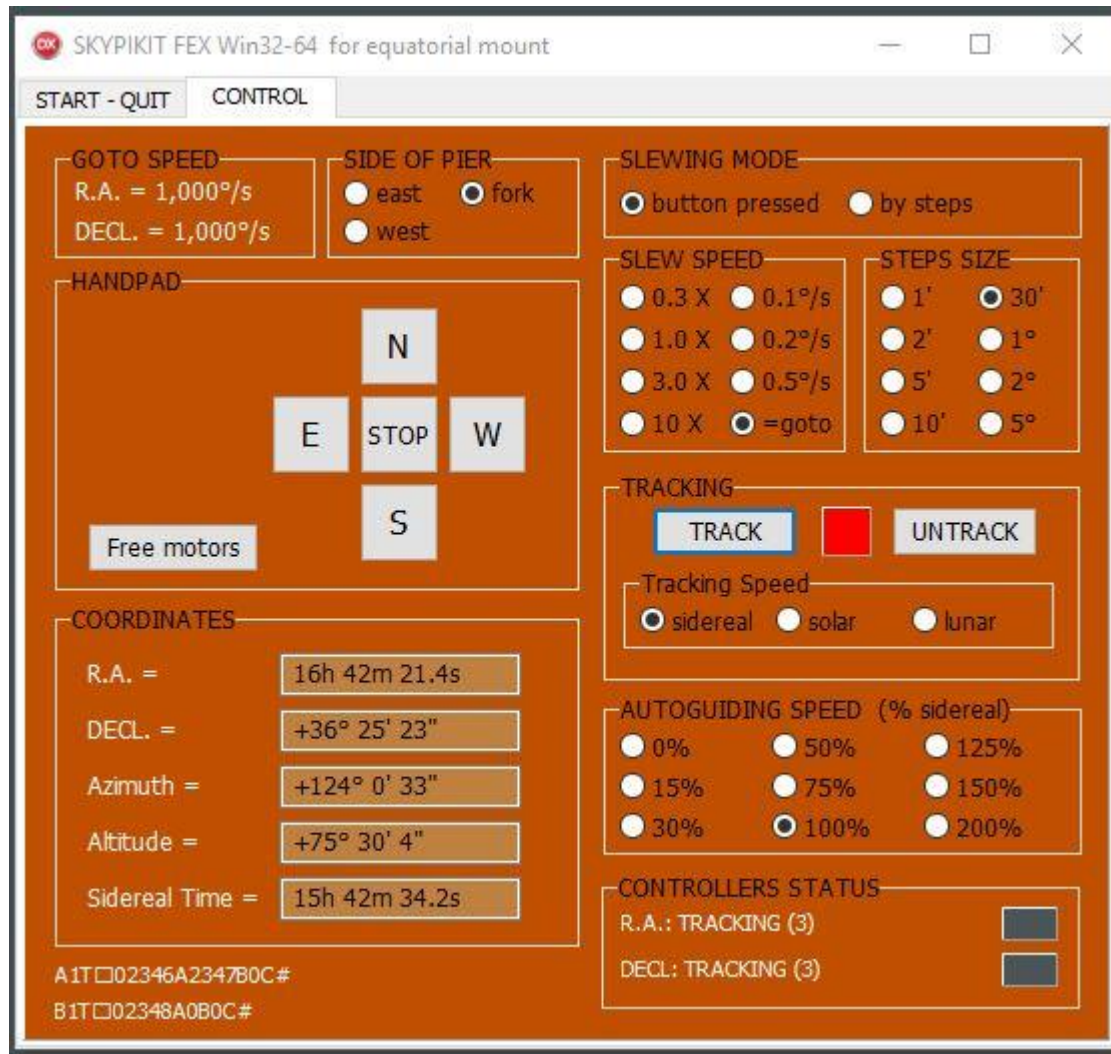 SKYPIKIT FEX Win32-64 for equatorial mount
START - QUIT CONTROL
GOTO SPEED
R.A. = 1,000°/s
DECL. = 1,000°/s
SIDE OF PIER
east fork
west
SLEWING MODE
button pressed by steps
HANDPAD
N
E STOP W
S
Free motors
SLEW SPEED
0.3 X 0.1°/s
1.0 X 0.2°/s
3.0 X 0.5°/s
10 X =goto
STEPS SIZE
1' 30'
2' 1°
5' 2°
10' 5°
TRACKING
TRACK UNTRACK
Tracking Speed
sidereal solar lunar
COORDINATES
R.A. = 16h 42m 21.4s
DECL. = +36° 25' 23"
Azimuth = +124° 0' 33"
Altitude = +75° 30' 4"
Sidereal Time = 15h 42m 34.2s
AUTOGUIDING SPEED (% sidereal)
0% 50% 125%
15% 75% 150%
30% 100% 200%
CONTROLLERS STATUS
R.A.: TRACKING (3)
DECL: TRACKING (3)
A1T□02346A2347B0C#
B1T□02348A0B0C#